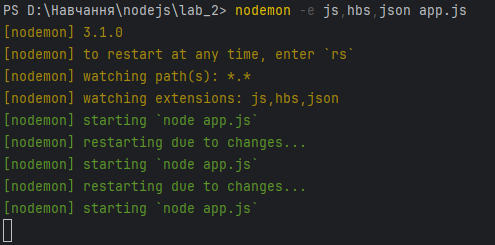 PS D:\Навчання\nodejs\lab_2> nodemon -e js,hbs,json app.js
[nodemon] 3.1.0
[nodemon] to restart at any time, enter `rs`
[nodemon] watching path(s): *.*
[nodemon] watching extensions: js,hbs,json
[nodemon] starting `node app.js`
[nodemon] restarting due to changes...
[nodemon] starting `node app.js`
[nodemon] restarting due to changes...
[nodemon] starting `node app.js`